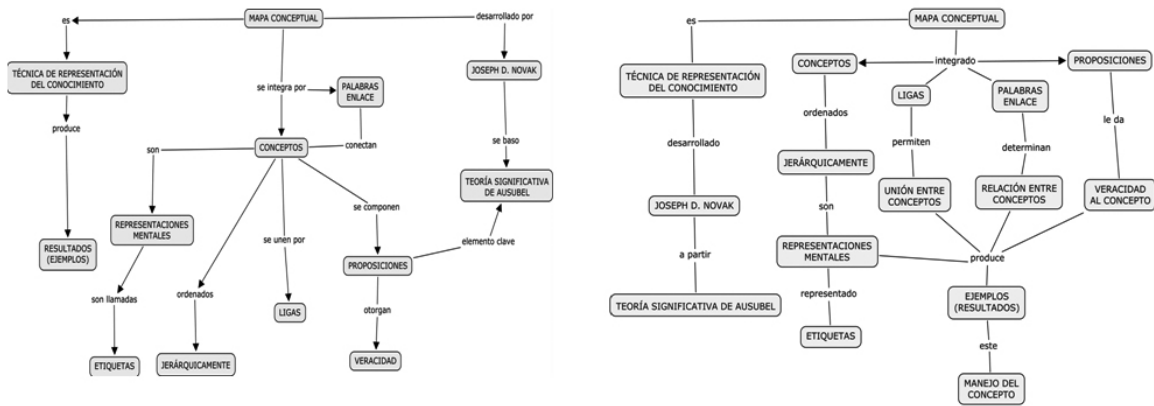 es
MAPA CONCEPTUAL
desarrollado por
TÉCNICA DE REPRESENTACIÓN
DEL CONOCIMIENTO
JOSEPH D. NOVAK
se integra por
PALABRAS
ENLACE
produce
se baso
son
CONCEPTOS
conectan
TEORÍA SIGNIFICATIVA
DE AUSUBEL
se componen
REPRESENTACIONES
MENTALES
se unen por
elemento clave
RESULTADOS
(EJEMPLOS)
PROPOSICIONES
son llamadas
ordenados
LIGAS
otorgan
ETIQUETAS
JERÁRQUICAMENTE
VERACIDAD
es
MAPA CONCEPTUAL
CONCEPTOS
integrado
PROPOSICIONES
TÉCNICA DE REPRESENTACIÓN
DEL CONOCIMIENTO
LIGAS
PALABRAS
ENLACE
ordenados
le da
desarrollado
permiten
determinan
JERÁRQUICAMENTE
UNIÓN ENTRE
CONCEPTOS
RELACIÓN ENTRE
CONCEPTOS
VERACIDAD
AL CONCEPTO
JOSEPH D. NOVAK
son
a partir
REPRESENTACIONES
MENTALES
produce
representado
EJEMPLOS
(RESULTADOS)
TEORÍA SIGNIFICATIVA DE AUSUBEL
ETIQUETAS
este
MANEJO DEL
CONCEPTO